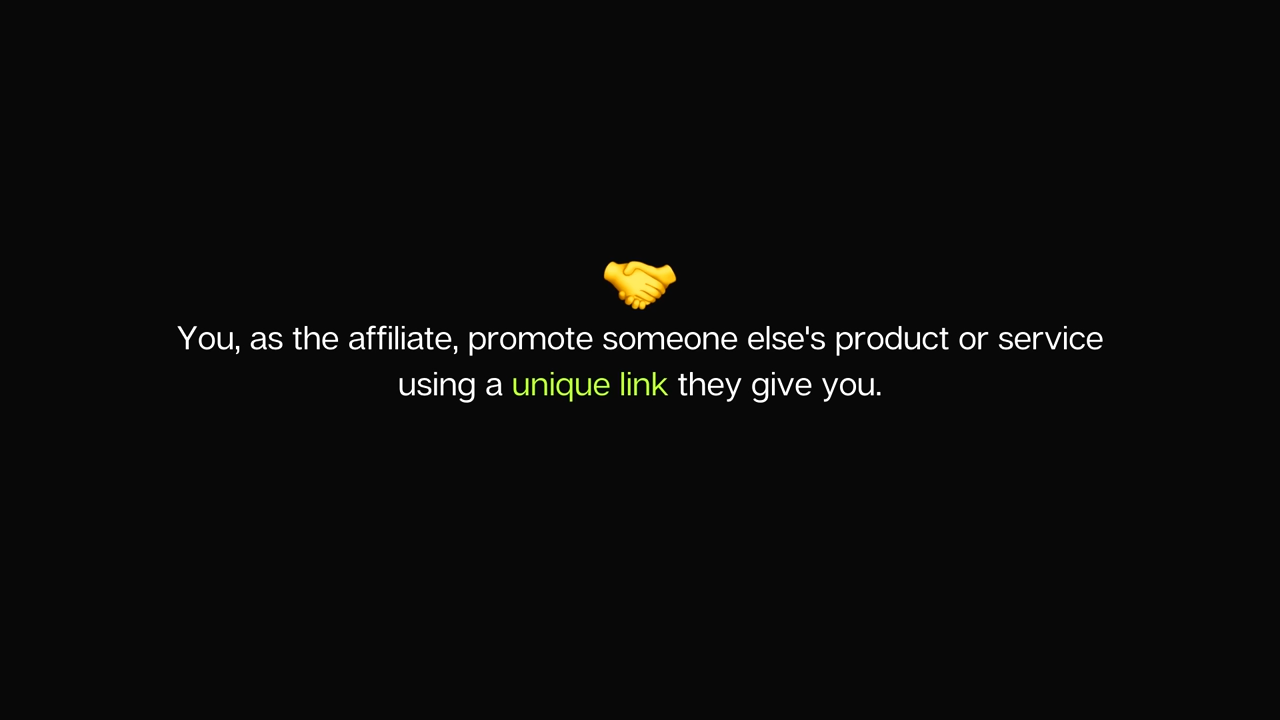 You, as the affiliate, promote someone else's product or service
using a unique link they give you.